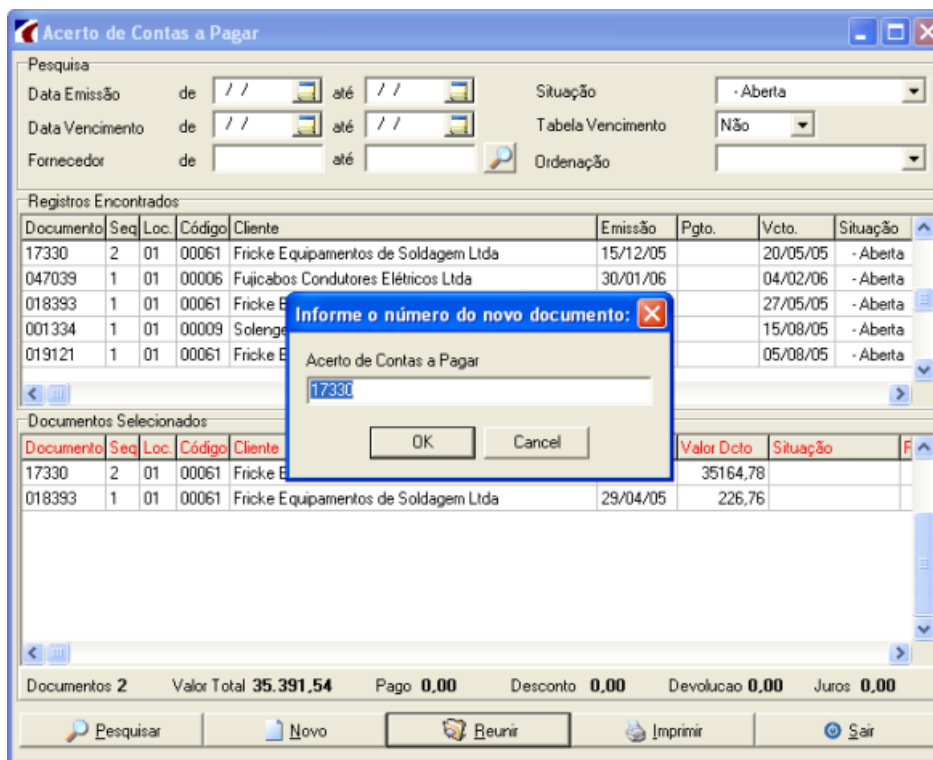 Acerto de Contas a Pagar
Pesquisa
Data Emissão de / / até / / Situação - Aberta
Data Vencimento de / / até / / Tabela Vencimento Não
Fornecedor de até Ordenação
Registros Encontrados
Documento Seq Loc. Código Cliente Emissão Pgto. Vcto. Situação
17330 2 01 00061 Fricke Equipamentos de Soldagem Ltda 15/12/05 20/05/05 - Aberta
047039 1 01 00006 Fujicabos Condutores Elétricos Ltda 30/01/06 04/02/06 - Aberta
018393 1 01 00061 Fricke E 27/05/05 - Aberta
001334 1 01 00009 Solenge 15/08/05 - Aberta
019121 1 01 00061 Fricke E 05/08/05 - Aberta
Informe o número do novo documento:
Acerto de Contas a Pagar
17330
OK Cancel
Documentos Selecionados
Documento Seq Loc. Código Cliente Valor Dcto Situação F
17330 2 01 00061 Fricke E 35164,78
018393 1 01 00061 Fricke Equipamentos de Soldagem Ltda 29/04/05 226,76
Documentos 2 Valor Total 35.391,54 Pago 0,00 Desconto 0,00 Devolucao 0,00 Juros 0,00
Pesquisar Novo Reunir Imprimir Sair